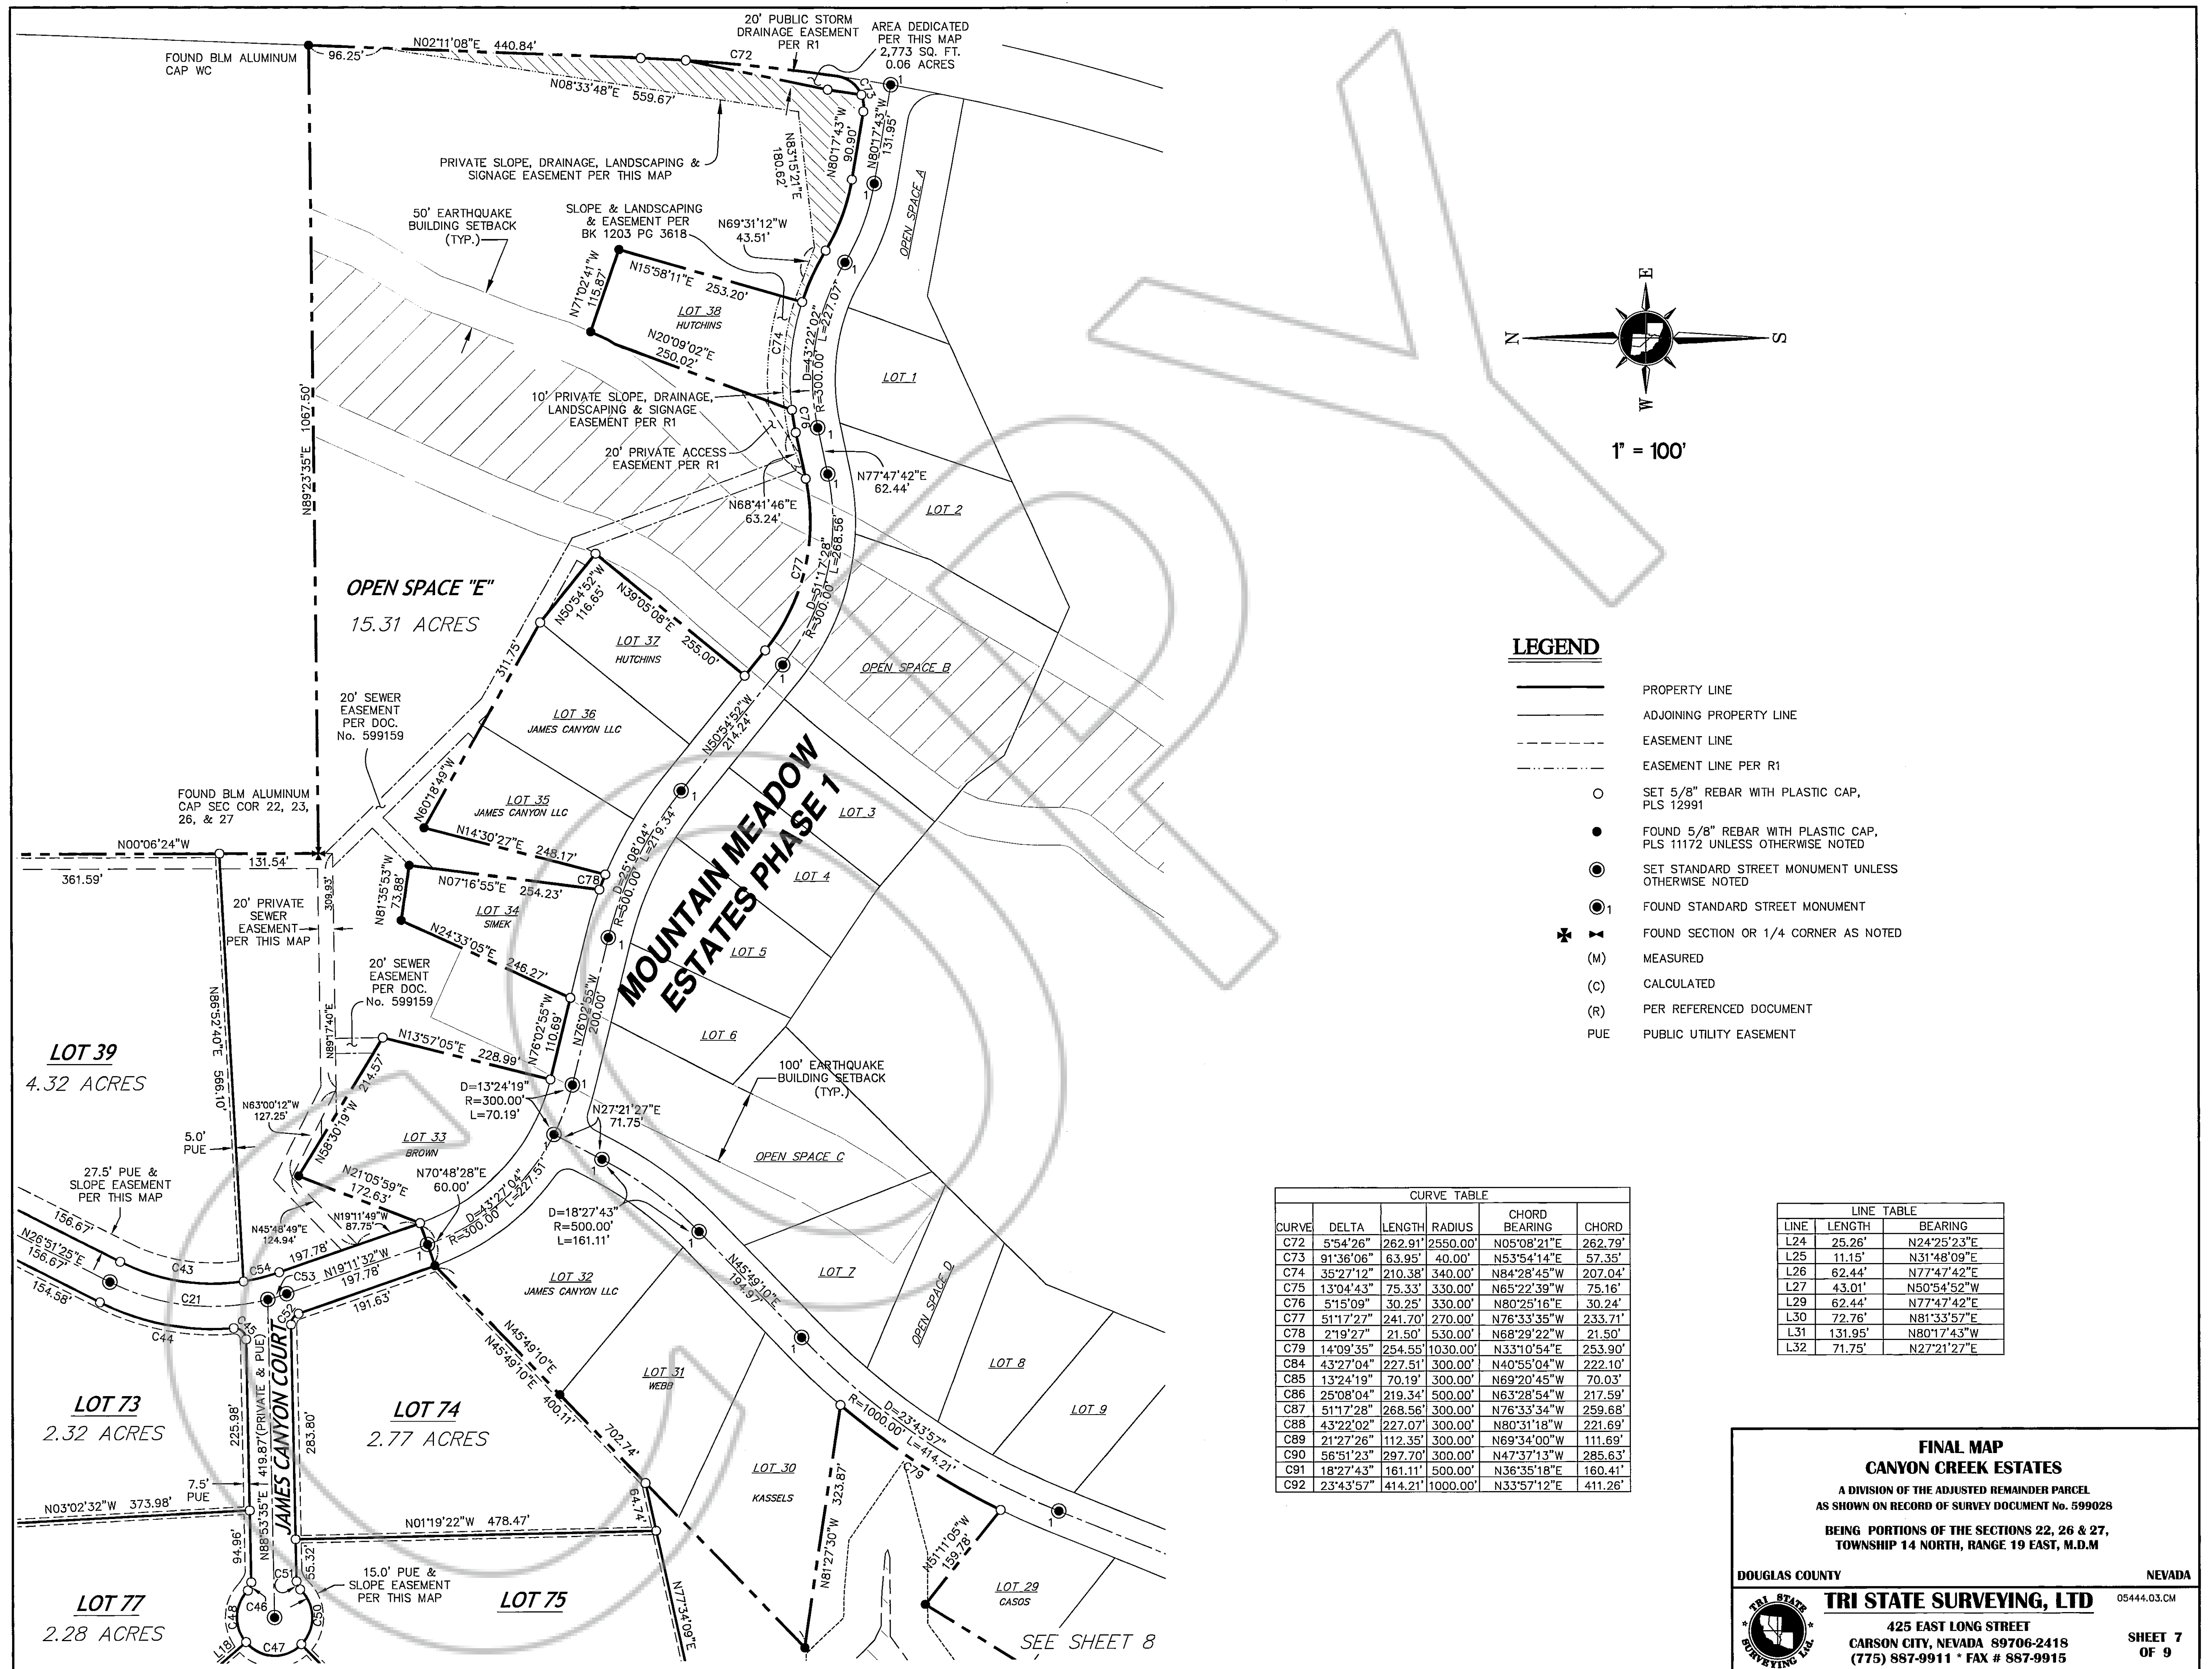 FOUND BLM ALUMINUM
CAP WC
96.25'
N02°11'08"E 440.84'
C72
20' PUBLIC STORM
DRAINAGE EASEMENT
PER R1
AREA DEDICATED
PER THIS MAP
2,773 SQ. FT.
0.06 ACRES
C73
1
N08°33'48"E 559.67'
N80°17'43"W
90.90'
N80°17'43"W
131.95'
1
N83°15'21"E
180.62'
PRIVATE SLOPE, DRAINAGE, LANDSCAPING &
SIGNAGE EASEMENT PER THIS MAP
OPEN SPACE A
50' EARTHQUAKE
BUILDING SETBACK
(TYP.)
SLOPE & LANDSCAPING
& EASEMENT PER
BK 1203 PG 3618
N69°31'12"W
43.51'
1
N71°02'41"W
115.87'
N15°58'11"E 253.20'
LOT 38
HUTCHINS
N20°09'02"E
250.02'
C74
D=43°22'02"
R=300.00' L=227.07'
LOT 1
N89°23'35"E 1067.50'
10' PRIVATE SLOPE, DRAINAGE,
LANDSCAPING & SIGNAGE
EASEMENT PER R1
C76
1
20' PRIVATE ACCESS
EASEMENT PER R1
N77°47'42"E
62.44'
1
N68°41'46"E
63.24'
LOT 2
C77
D=51°17'28"
R=300.00' L=268.56'
OPEN SPACE "E"
15.31 ACRES
N50°54'52"W
116.65'
N39°05'08"E 255.00'
LOT 37
HUTCHINS
1
OPEN SPACE B
311.75'
20' SEWER
EASEMENT
PER DOC.
No. 599159
LOT 36
JAMES CANYON LLC
N50°54'52"W
214.24'
MOUNTAIN MEADOW
ESTATES PHASE 1
1
N60°18'49"W
LOT 35
JAMES CANYON LLC
LOT 3
FOUND BLM ALUMINUM
CAP SEC COR 22, 23,
26, & 27
N14°30'27"E 248.17'
D=25°08'04"
R=500.00' L=219.34'
N00°06'24"W
131.54'
361.59'
309.93'
C78
N07°16'55"E 254.23'
N81°35'53"W
73.88'
LOT 34
SIMEK
LOT 4
20' PRIVATE
SEWER
EASEMENT
PER THIS MAP
N24°33'05"E 246.27'
1
LOT 5
20' SEWER
EASEMENT
PER DOC.
No. 599159
N86°52'40"E 566.10'
N89°17'40"E
N76°02'55"W
110.69'
N76°02'55"W
200.00'
LOT 6
LOT 39
4.32 ACRES
N13°57'05"E 228.99'
100' EARTHQUAKE
BUILDING SETBACK
(TYP.)
D=13°24'19"
R=300.00'
L=70.19'
1
N27°21'27"E
71.75'
N63°00'12"W
127.25'
N58°30'19"W 214.57'
1
1
5.0'
PUE
LOT 33
BROWN
OPEN SPACE C
27.5' PUE &
SLOPE EASEMENT
PER THIS MAP
N21°05'59"E
172.63'
N70°48'28"E
60.00'
D=43°27'04"
R=300.00' L=227.51'
D=18°27'43"
R=500.00'
L=161.11'
156.67'
N26°51'25"E
156.67'
N45°48'49"E
124.94'
N19°11'49"W
87.75'
1
1
197.78'
C43
C54
C53
N19°11'32"W
197.78'
N45°49'10"E
194.97'
LOT 7
LOT 32
JAMES CANYON LLC
154.58'
C21
C52
191.63'
C44
C45
1
OPEN SPACE D
N45°49'10"E
N45°49'10"E
400.11'
702.74'
LOT 31
WEBB
LOT 8
LOT 73
2.32 ACRES
225.98'
419.87'(PRIVATE & PUE)
N88°53'35"E
JAMES CANYON COURT
283.80'
LOT 74
2.77 ACRES
LOT 9
D=23°43'57"
R=1000.00' L=414.21'
C79
LOT 30
KASSELS
N81°27'30"W 323.87'
7.5'
PUE
64.74'
N03°02'32"W 373.98'
N01°19'22"W 478.47'
1
94.96'
55.32'
N51°11'05"W
159.78'
C51
C46
C48
C50
C47
L18
15.0' PUE &
SLOPE EASEMENT
PER THIS MAP
LOT 77
2.28 ACRES
LOT 75
N77°34'09"E
LOT 29
CASOS
SEE SHEET 8
E
N
S
W
1" = 100'
LEGEND
PROPERTY LINE
ADJOINING PROPERTY LINE
EASEMENT LINE
EASEMENT LINE PER R1
SET 5/8" REBAR WITH PLASTIC CAP,
PLS 12991
FOUND 5/8" REBAR WITH PLASTIC CAP,
PLS 11172 UNLESS OTHERWISE NOTED
SET STANDARD STREET MONUMENT UNLESS
OTHERWISE NOTED
1 FOUND STANDARD STREET MONUMENT
FOUND SECTION OR 1/4 CORNER AS NOTED
(M) MEASURED
(C) CALCULATED
(R) PER REFERENCED DOCUMENT
PUE PUBLIC UTILITY EASEMENT
CURVE TABLE
CURVE DELTA LENGTH RADIUS CHORD BEARING CHORD
C72 5°54'26" 262.91' 2550.00' N05°08'21"E 262.79'
C73 91°36'06" 63.95' 40.00' N53°54'14"E 57.35'
C74 35°27'12" 210.38' 340.00' N84°28'45"W 207.04'
C75 13°04'43" 75.33' 330.00' N65°22'39"W 75.16'
C76 5°15'09" 30.25' 330.00' N80°25'16"E 30.24'
C77 51°17'27" 241.70' 270.00' N76°33'35"W 233.71'
C78 2°19'27" 21.50' 530.00' N68°29'22"W 21.50'
C79 14°09'35" 254.55' 1030.00' N33°10'54"E 253.90'
C84 43°27'04" 227.51' 300.00' N40°55'04"W 222.10'
C85 13°24'19" 70.19' 300.00' N69°20'45"W 70.03'
C86 25°08'04" 219.34' 500.00' N63°28'54"W 217.59'
C87 51°17'28" 268.56' 300.00' N76°33'34"W 259.68'
C88 43°22'02" 227.07' 300.00' N80°31'18"W 221.69'
C89 21°27'26" 112.35' 300.00' N69°34'00"W 111.69'
C90 56°51'23" 297.70' 300.00' N47°37'13"W 285.63'
C91 18°27'43" 161.11' 500.00' N36°35'18"E 160.41'
C92 23°43'57" 414.21' 1000.00' N33°57'12"E 411.26'
LINE TABLE
LINE LENGTH BEARING
L24 25.26' N24°25'23"E
L25 11.15' N31°48'09"E
L26 62.44' N77°47'42"E
L27 43.01' N50°54'52"W
L29 62.44' N77°47'42"E
L30 72.76' N81°33'57"E
L31 131.95' N80°17'43"W
L32 71.75' N27°21'27"E
FINAL MAP
CANYON CREEK ESTATES
A DIVISION OF THE ADJUSTED REMAINDER PARCEL
AS SHOWN ON RECORD OF SURVEY DOCUMENT No. 599028
BEING PORTIONS OF THE SECTIONS 22, 26 & 27,
TOWNSHIP 14 NORTH, RANGE 19 EAST, M.D.M
DOUGLAS COUNTY NEVADA
TRI STATE SURVEYING Ltd.
TRI STATE SURVEYING, LTD
05444.03.CM
425 EAST LONG STREET
CARSON CITY, NEVADA 89706-2418
(775) 887-9911 * FAX # 887-9915
SHEET 7
OF 9
COPY